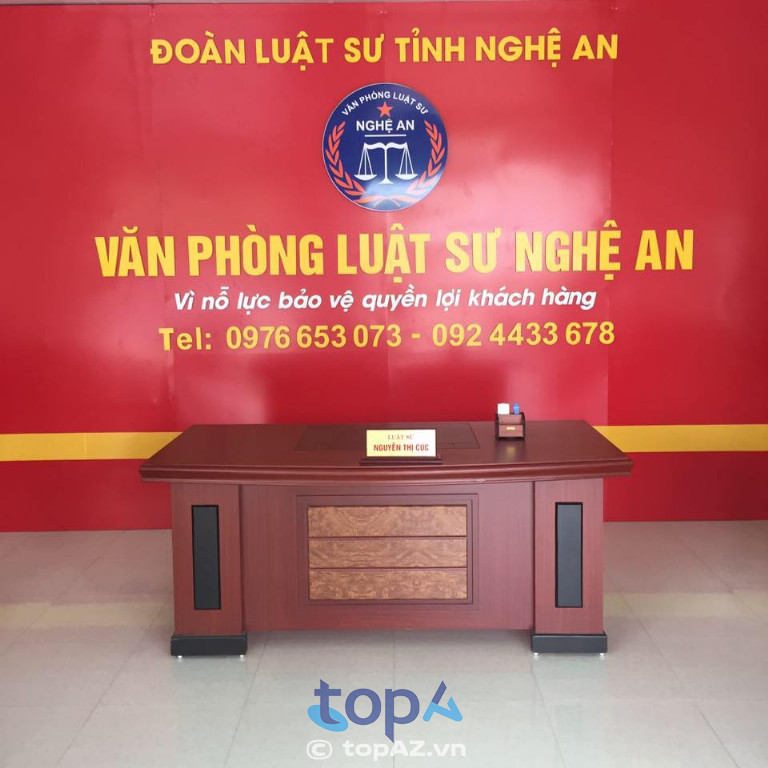 ĐOÀN LUẬT SƯ TỈNH NGHỆ AN
VĂN PHÒNG LUẬT SƯ
NGHỆ AN
VĂN PHÒNG LUẬT SƯ NGHỆ AN
Vì nỗ lực bảo vệ quyền lợi khách hàng
Tel: 0976 653 073 - 092 4433 678
LUẬT SƯ
NGUYỄN THỊ CÚC
topA
© topAZ.vn